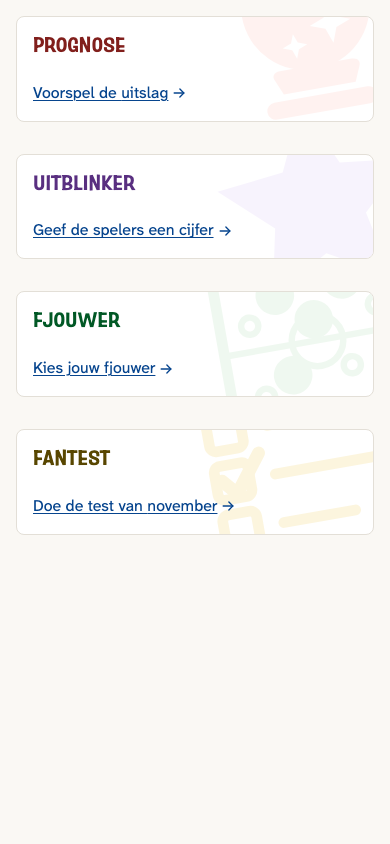 PROGNOSE
Voorspel de uitslag →
UITBLINKER
Geef de spelers een cijfer →
FJOUWER
Kies jouw fjouwer →
FANTEST
Doe de test van november →